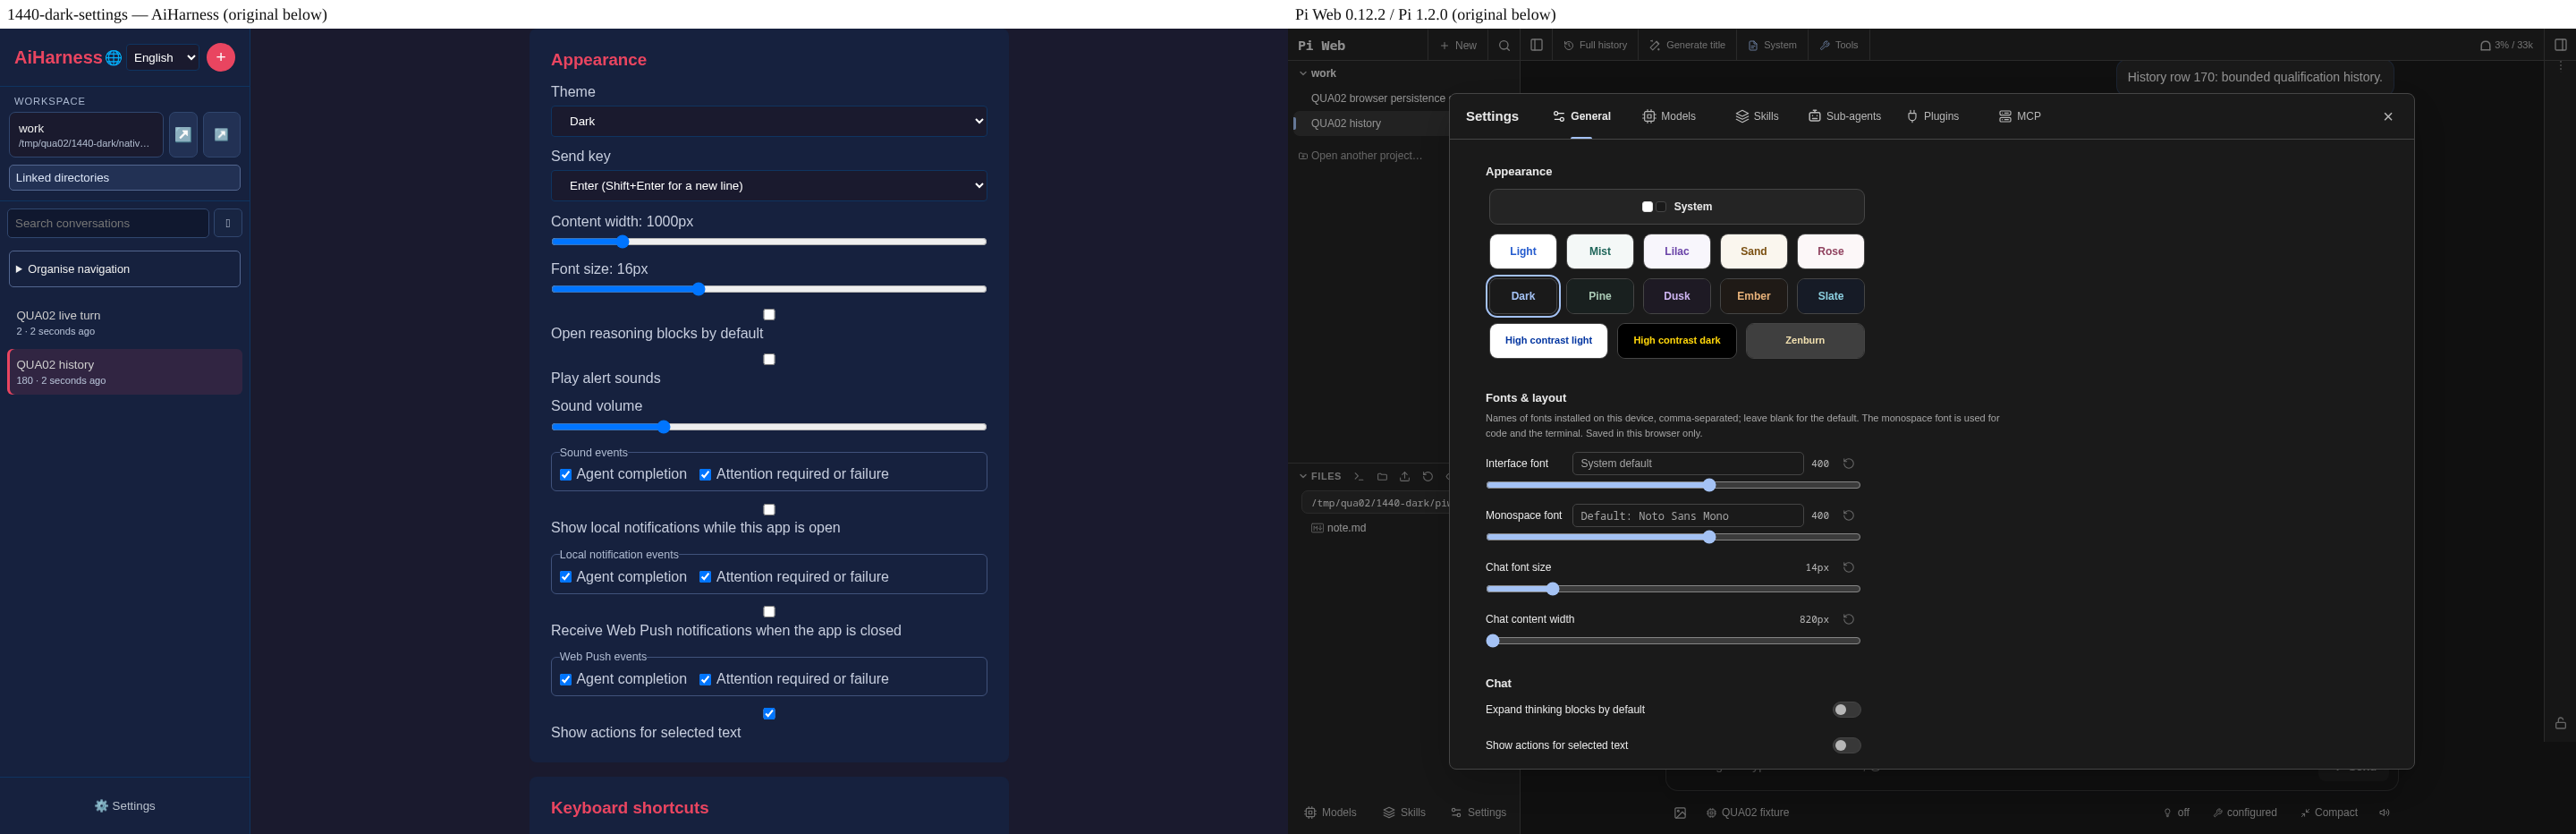 1440-dark-settings — AiHarness (original below)
AiHarness
English
+
WORKSPACE
work
/tmp/qua02/1440-dark/nativ…
Linked directories
Search conversations
Organise navigation
QUA02 live turn
2 · 2 seconds ago
QUA02 history
180 · 2 seconds ago
Settings
Appearance
Theme
Dark
Send key
Enter (Shift+Enter for a new line)
Content width: 1000px
Font size: 16px
Open reasoning blocks by default
Play alert sounds
Sound volume
Sound events
Agent completion Attention required or failure
Show local notifications while this app is open
Local notification events
Agent completion Attention required or failure
Receive Web Push notifications when the app is closed
Web Push events
Agent completion Attention required or failure
Show actions for selected text
Keyboard shortcuts
Pi Web 0.12.2 / Pi 1.2.0 (original below)
Pi Web
New
Full history
Generate title
System
Tools
3% / 33k
work
QUA02 browser persistence
QUA02 history
Open another project…
FILES
/tmp/qua02/1440-dark/piw
note.md
Models
Skills
Settings
History row 170: bounded qualification history.
Settings
General
Models
Skills
Sub-agents
Plugins
MCP
Appearance
System
Light Mist Lilac Sand Rose
Dark Pine Dusk Ember Slate
High contrast light High contrast dark Zenburn
Fonts & layout
Names of fonts installed on this device, comma-separated; leave blank for the default. The monospace font is used for
code and the terminal. Saved in this browser only.
Interface font System default 400
Monospace font Default: Noto Sans Mono 400
Chat font size 14px
Chat content width 820px
Chat
Expand thinking blocks by default
Show actions for selected text
QUA02 fixture
off
configured
Compact